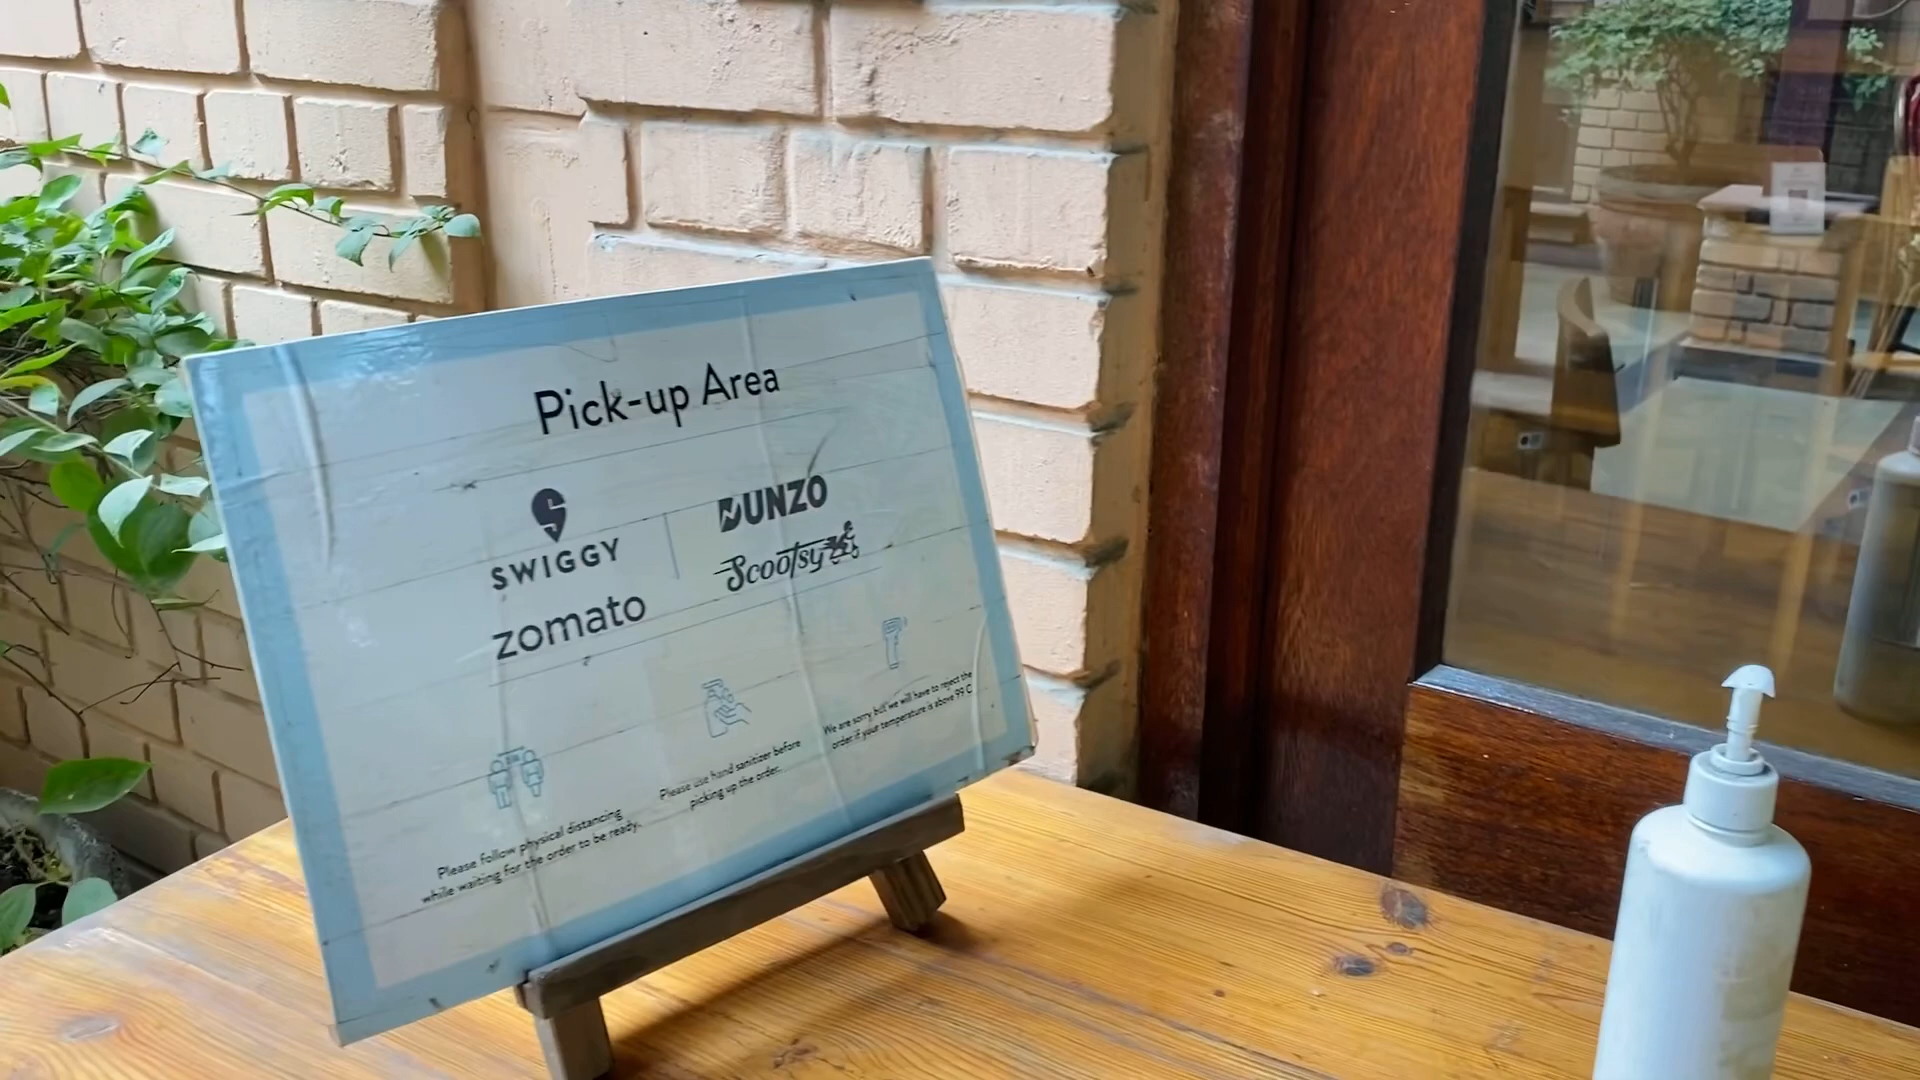 Pick-up Area
SWIGGY
zomato
DUNZO
Scootsy
Please follow physical distancing
while waiting for the order to be ready.
Please use hand sanitizer before
picking up the order.
We are sorry but we will have to reject the
order if your temperature is above 99 C